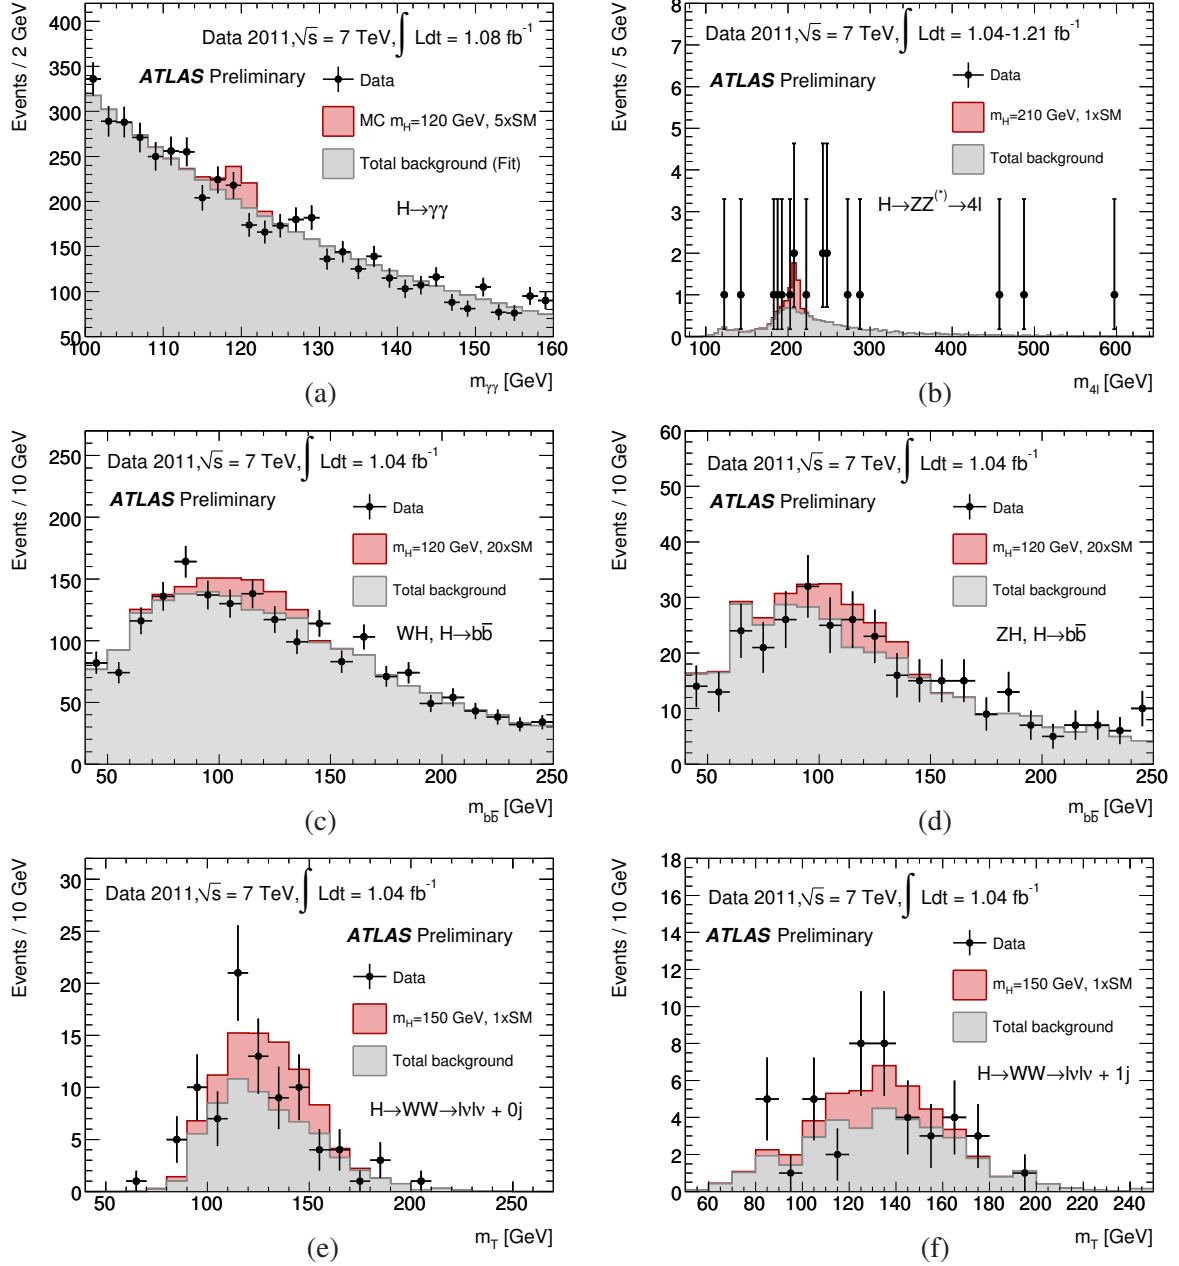 Events / 2 GeV
400
350
300
250
200
150
100
50
Data 2011,√s = 7 TeV,∫ Ldt = 1.08 fb⁻¹
ATLAS Preliminary
Data
MC m_H=120 GeV, 5xSM
Total background (Fit)
H→γγ
100 110 120 130 140 150 160
m_γγ [GeV]
(a)
Events / 5 GeV
8
7
6
5
4
3
2
1
0
Data 2011,√s = 7 TeV,∫ Ldt = 1.04-1.21 fb⁻¹
ATLAS Preliminary
Data
m_H=210 GeV, 1xSM
Total background
H→ZZ⁽*⁾→4l
100 200 300 400 500 600
m_4l [GeV]
(b)
Events / 10 GeV
250
200
150
100
50
0
Data 2011,√s = 7 TeV,∫ Ldt = 1.04 fb⁻¹
ATLAS Preliminary
Data
m_H=120 GeV, 20xSM
Total background
WH, H→bb̅
50 100 150 200 250
m_bb̅ [GeV]
(c)
Events / 10 GeV
60
50
40
30
20
10
0
Data 2011,√s = 7 TeV,∫ Ldt = 1.04 fb⁻¹
ATLAS Preliminary
Data
m_H=120 GeV, 20xSM
Total background
ZH, H→bb̅
50 100 150 200 250
m_bb̅ [GeV]
(d)
Events / 10 GeV
30
25
20
15
10
5
0
Data 2011,√s = 7 TeV,∫ Ldt = 1.04 fb⁻¹
ATLAS Preliminary
Data
m_H=150 GeV, 1xSM
Total background
H→WW→lνlν + 0j
50 100 150 200 250
m_T [GeV]
(e)
Events / 10 GeV
18
16
14
12
10
8
6
4
2
0
Data 2011,√s = 7 TeV,∫ Ldt = 1.04 fb⁻¹
ATLAS Preliminary
Data
m_H=150 GeV, 1xSM
Total background
H→WW→lνlν + 1j
60 80 100 120 140 160 180 200 220 240
m_T [GeV]
(f)